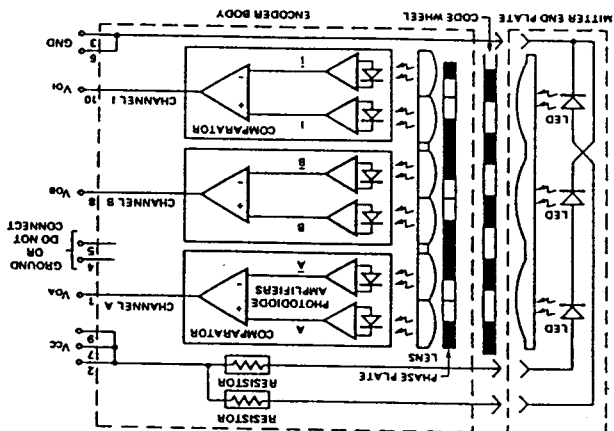 RESISTOR
RESISTOR
2
7
9
VCC
PHASE PLATE
LENS
LED
COMPARATOR
A
Ā
PHOTODIODE
AMPLIFIERS
+
-
CHANNEL A
1
VOA
4
5
GROUND
OR
DO NOT
CONNECT
LED
B
B̄
+
-
COMPARATOR
CHANNEL B
8
VOB
LED
COMPARATOR
I
Ī
+
-
CHANNEL I
10
VOI
6
3
GND
MITTER END PLATE
CODE WHEEL
ENCODER BODY